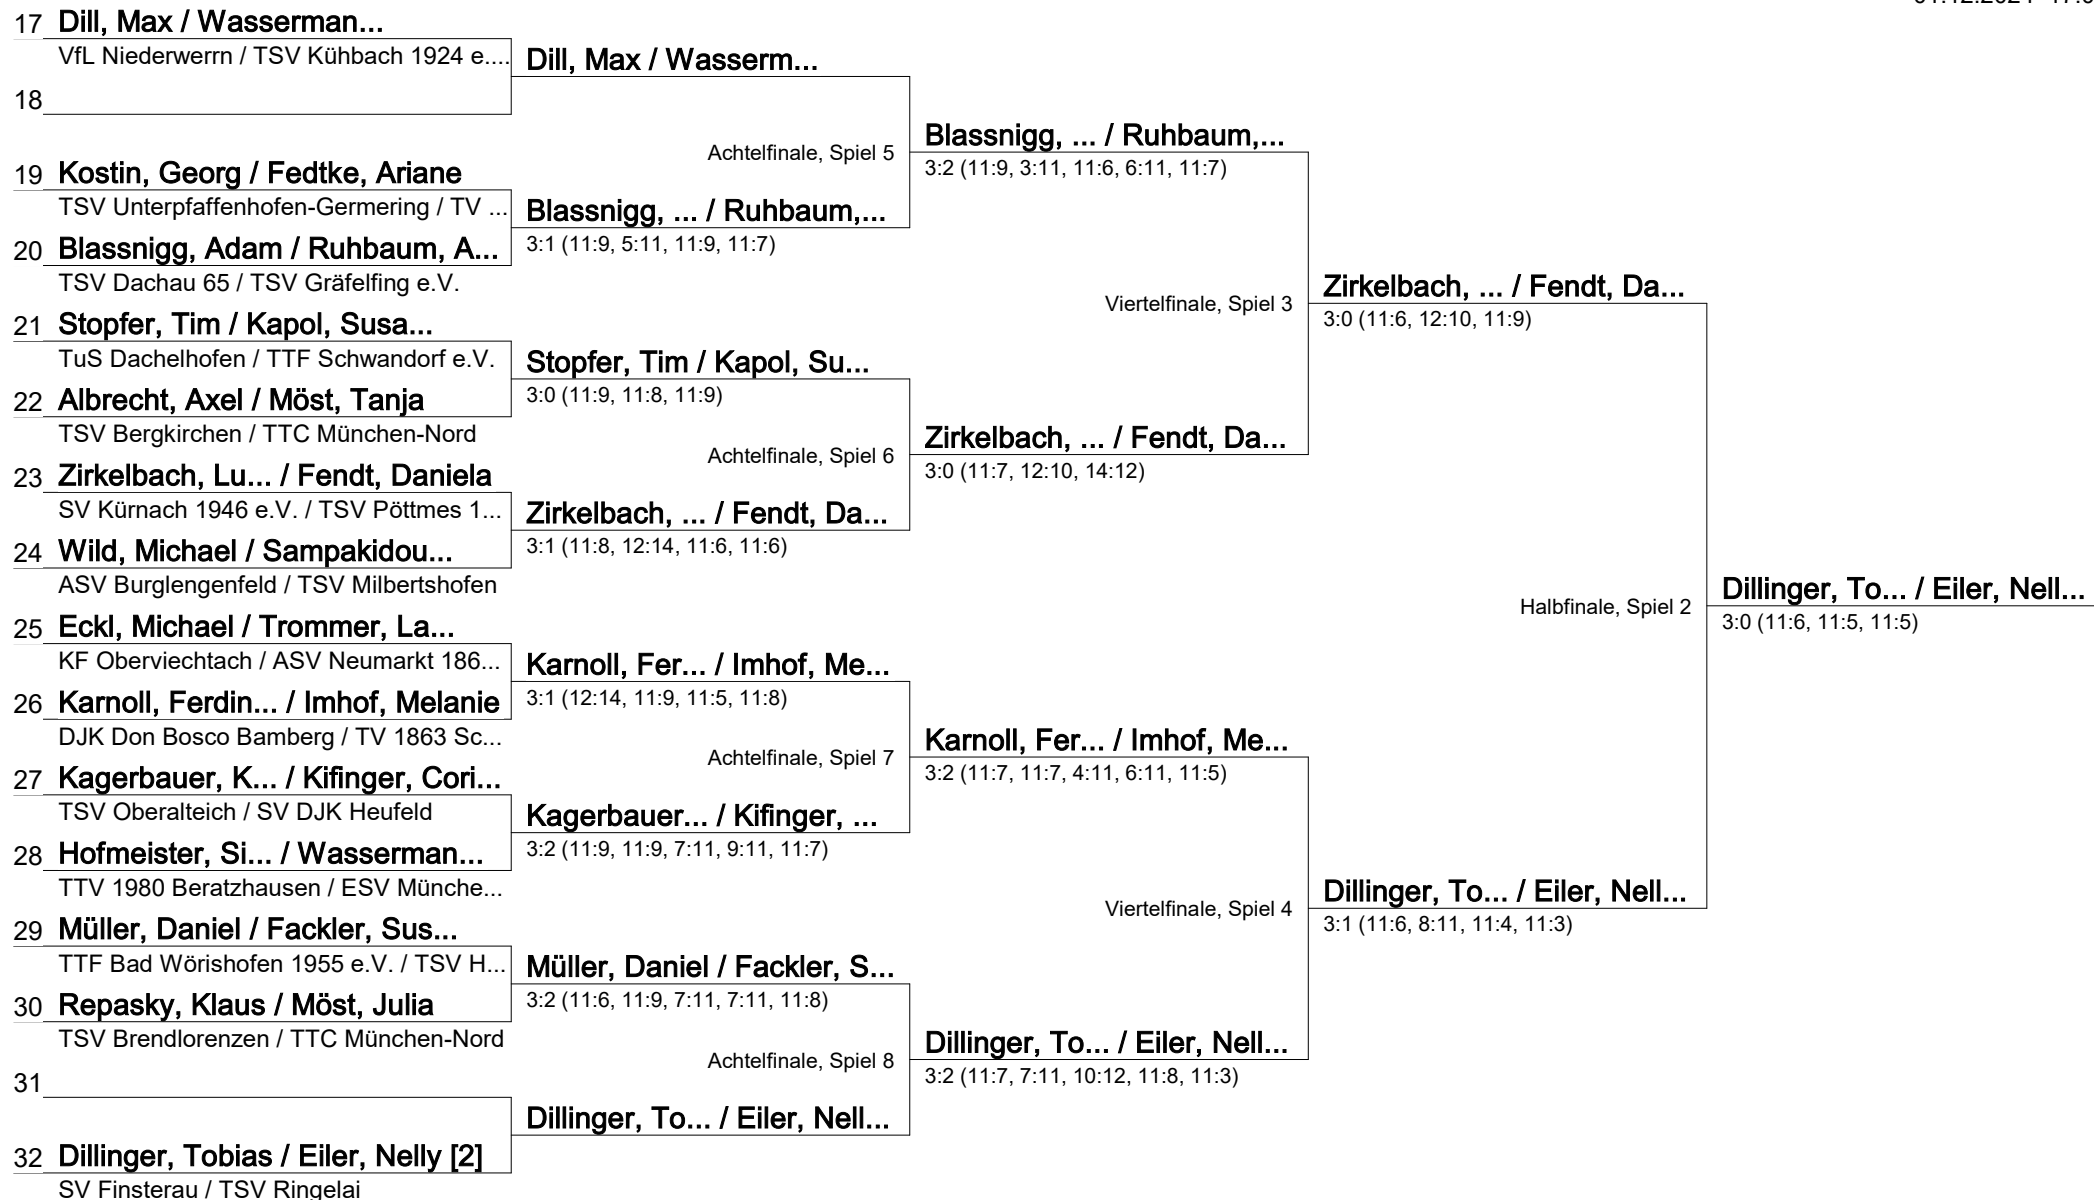 17 Dill, Max / Wasserman...
VfL Niederwerrn / TSV Kühbach 1924 e....
Dill, Max / Wasserm...
18
Achtelfinale, Spiel 5
Blassnigg, ... / Ruhbaum,...
3:2 (11:9, 3:11, 11:6, 6:11, 11:7)
19 Kostin, Georg / Fedtke, Ariane
TSV Unterpfaffenhofen-Germering / TV ...
Blassnigg, ... / Ruhbaum,...
3:1 (11:9, 5:11, 11:9, 11:7)
20 Blassnigg, Adam / Ruhbaum, A...
TSV Dachau 65 / TSV Gräfelfing e.V.
Viertelfinale, Spiel 3
Zirkelbach, ... / Fendt, Da...
3:0 (11:6, 12:10, 11:9)
21 Stopfer, Tim / Kapol, Susa...
TuS Dachelhofen / TTF Schwandorf e.V.
Stopfer, Tim / Kapol, Su...
3:0 (11:9, 11:8, 11:9)
22 Albrecht, Axel / Möst, Tanja
TSV Bergkirchen / TTC München-Nord
Achtelfinale, Spiel 6
Zirkelbach, ... / Fendt, Da...
3:0 (11:7, 12:10, 14:12)
23 Zirkelbach, Lu... / Fendt, Daniela
SV Kürnach 1946 e.V. / TSV Pöttmes 1...
Zirkelbach, ... / Fendt, Da...
3:1 (11:8, 12:14, 11:6, 11:6)
24 Wild, Michael / Sampakidou...
ASV Burglengenfeld / TSV Milbertshofen
Halbfinale, Spiel 2
Dillinger, To... / Eiler, Nell...
3:0 (11:6, 11:5, 11:5)
25 Eckl, Michael / Trommer, La...
KF Oberviechtach / ASV Neumarkt 186...
Karnoll, Fer... / Imhof, Me...
3:1 (12:14, 11:9, 11:5, 11:8)
26 Karnoll, Ferdin... / Imhof, Melanie
DJK Don Bosco Bamberg / TV 1863 Sc...
Achtelfinale, Spiel 7
Karnoll, Fer... / Imhof, Me...
3:2 (11:7, 11:7, 4:11, 6:11, 11:5)
27 Kagerbauer, K... / Kifinger, Cori...
TSV Oberalteich / SV DJK Heufeld
Kagerbauer... / Kifinger, ...
3:2 (11:9, 11:9, 7:11, 9:11, 11:7)
28 Hofmeister, Si... / Wasserman...
TTV 1980 Beratzhausen / ESV Münche...
Viertelfinale, Spiel 4
Dillinger, To... / Eiler, Nell...
3:1 (11:6, 8:11, 11:4, 11:3)
29 Müller, Daniel / Fackler, Sus...
TTF Bad Wörishofen 1955 e.V. / TSV H...
Müller, Daniel / Fackler, S...
3:2 (11:6, 11:9, 7:11, 7:11, 11:8)
30 Repasky, Klaus / Möst, Julia
TSV Brendlorenzen / TTC München-Nord
Achtelfinale, Spiel 8
Dillinger, To... / Eiler, Nell...
3:2 (11:7, 7:11, 10:12, 11:8, 11:3)
31
Dillinger, To... / Eiler, Nell...
32 Dillinger, Tobias / Eiler, Nelly [2]
SV Finsterau / TSV Ringelai